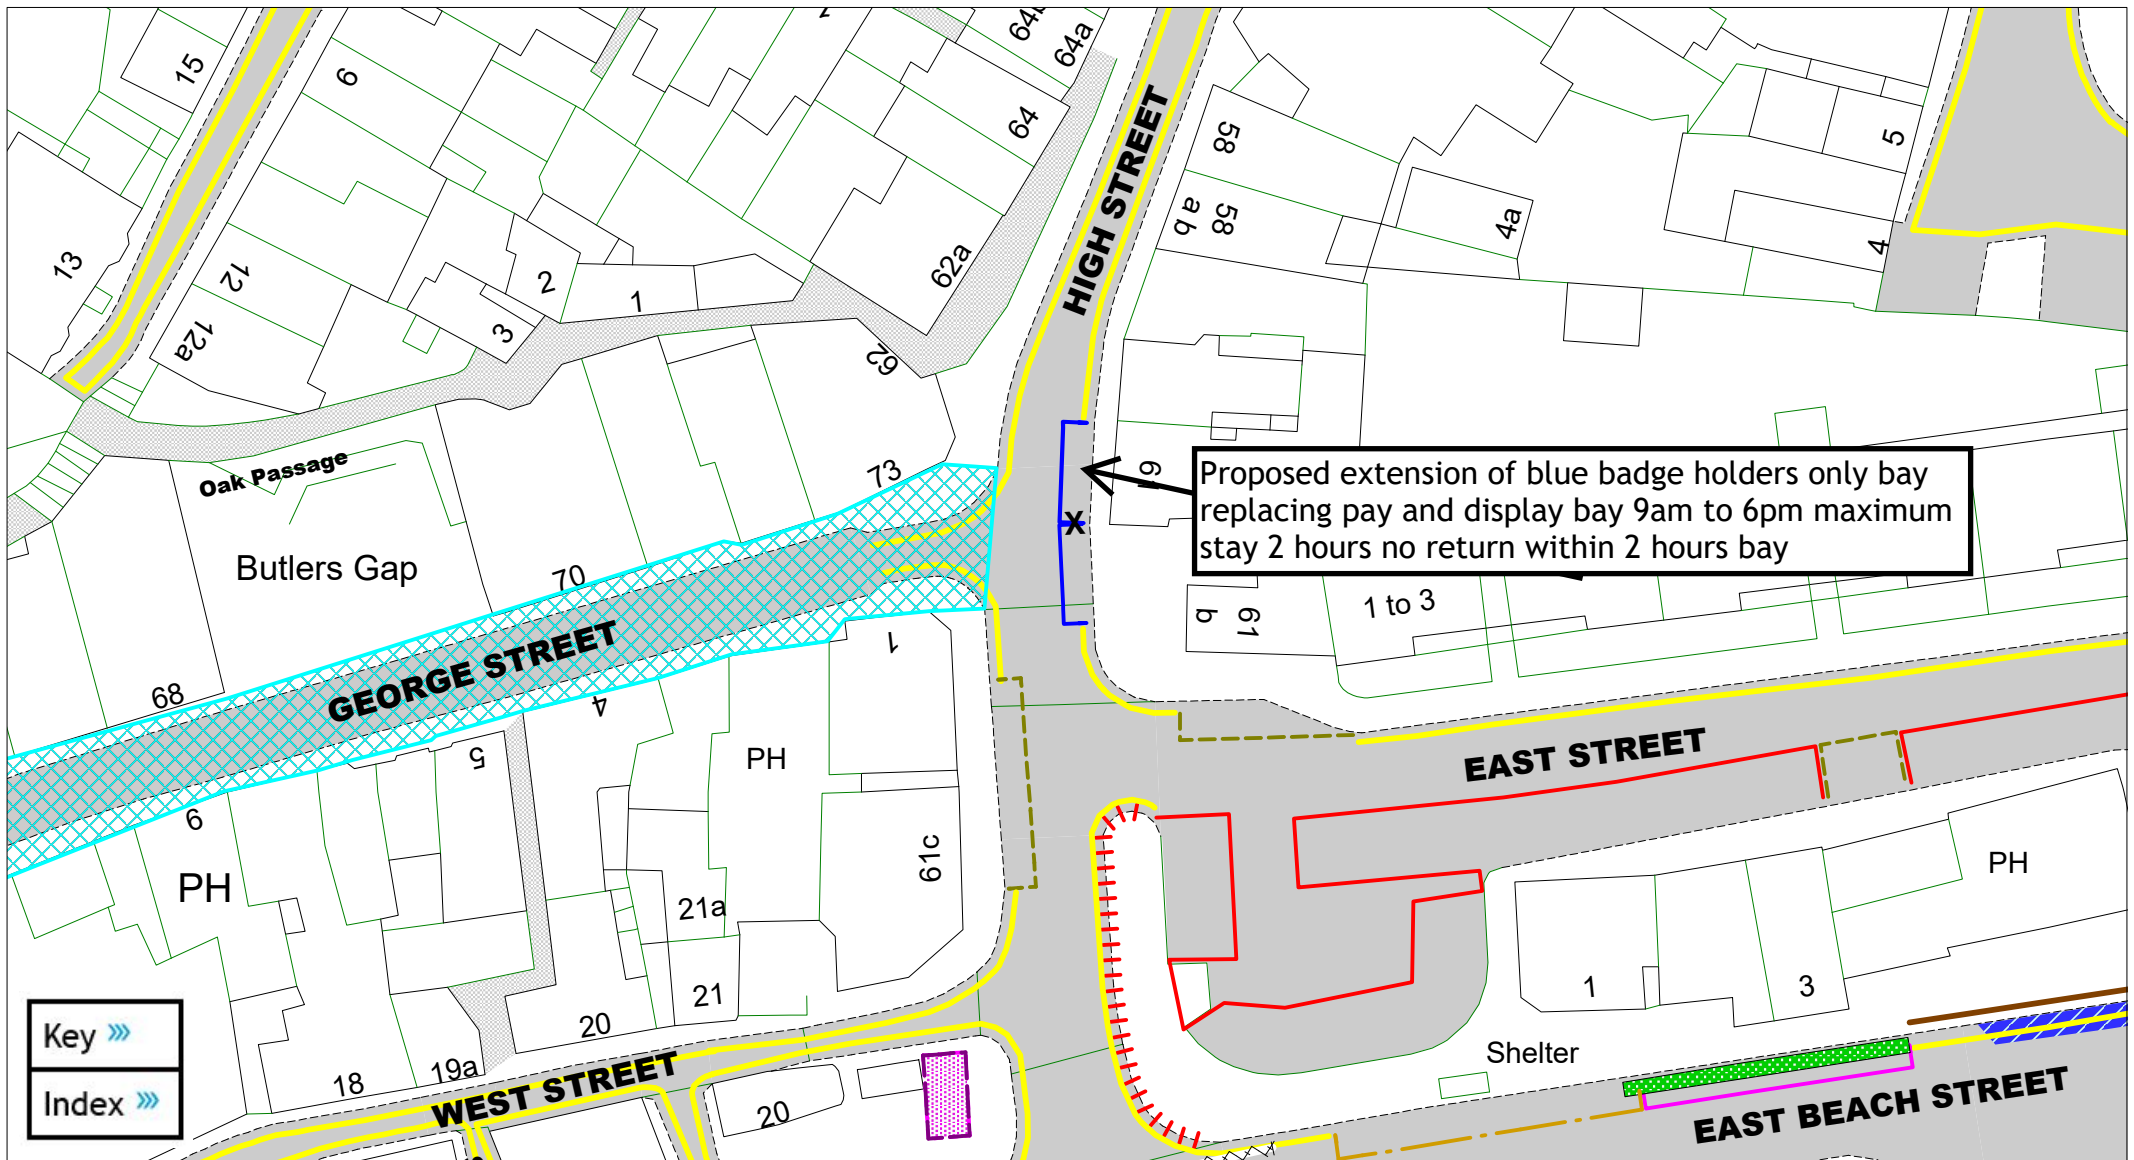 15
6
1
64b
64a
64
58
58
a b
5
4a
4
13
12
12a
2
1
3
62a
62
HIGH STREET
Oak Passage
73
61
Proposed extension of blue badge holders only bay
replacing pay and display bay 9am to 6pm maximum
stay 2 hours no return within 2 hours bay
X
Butlers Gap
70
1 to 3
61
b
1
GEORGE STREET
68
4
5
PH
EAST STREET
9
PH
61c
PH
21a
21
20
1
3
Key »»
Index »»
18
19a
WEST STREET
20
Shelter
EAST BEACH STREET